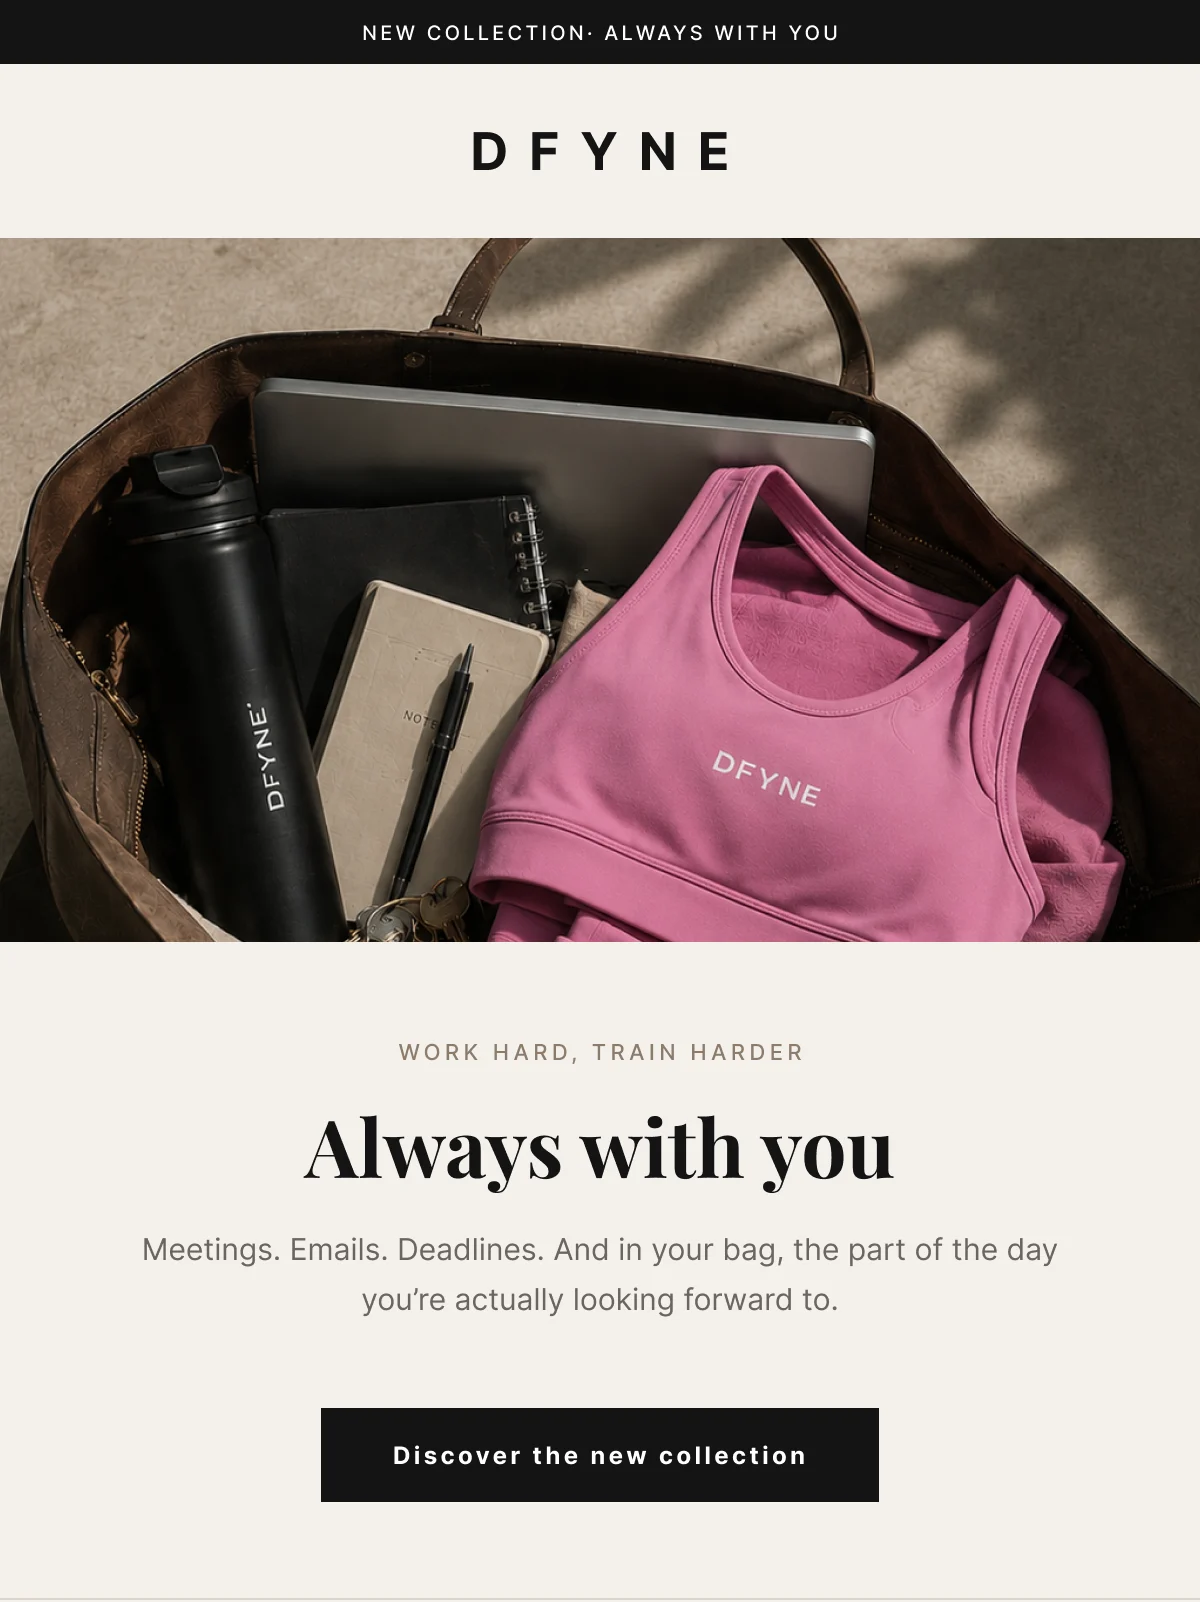 NEW COLLECTION· ALWAYS WITH YOU
DFYNE
DFYNE
NOTE
DFYNE
WORK HARD, TRAIN HARDER
Always with you
Meetings. Emails. Deadlines. And in your bag, the part of the day
you’re actually looking forward to.
Discover the new collection